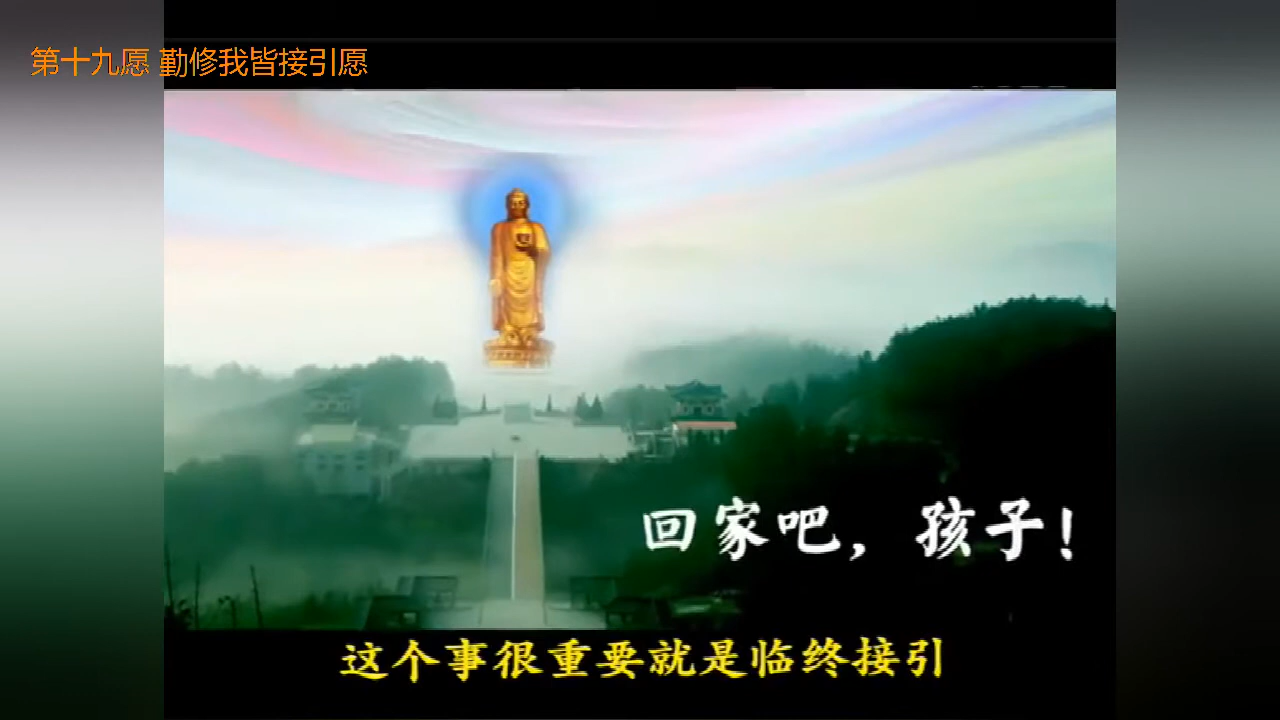 第十九愿 勤修我皆接引愿
回家吧，孩子！
这个事很重要就是临终接引